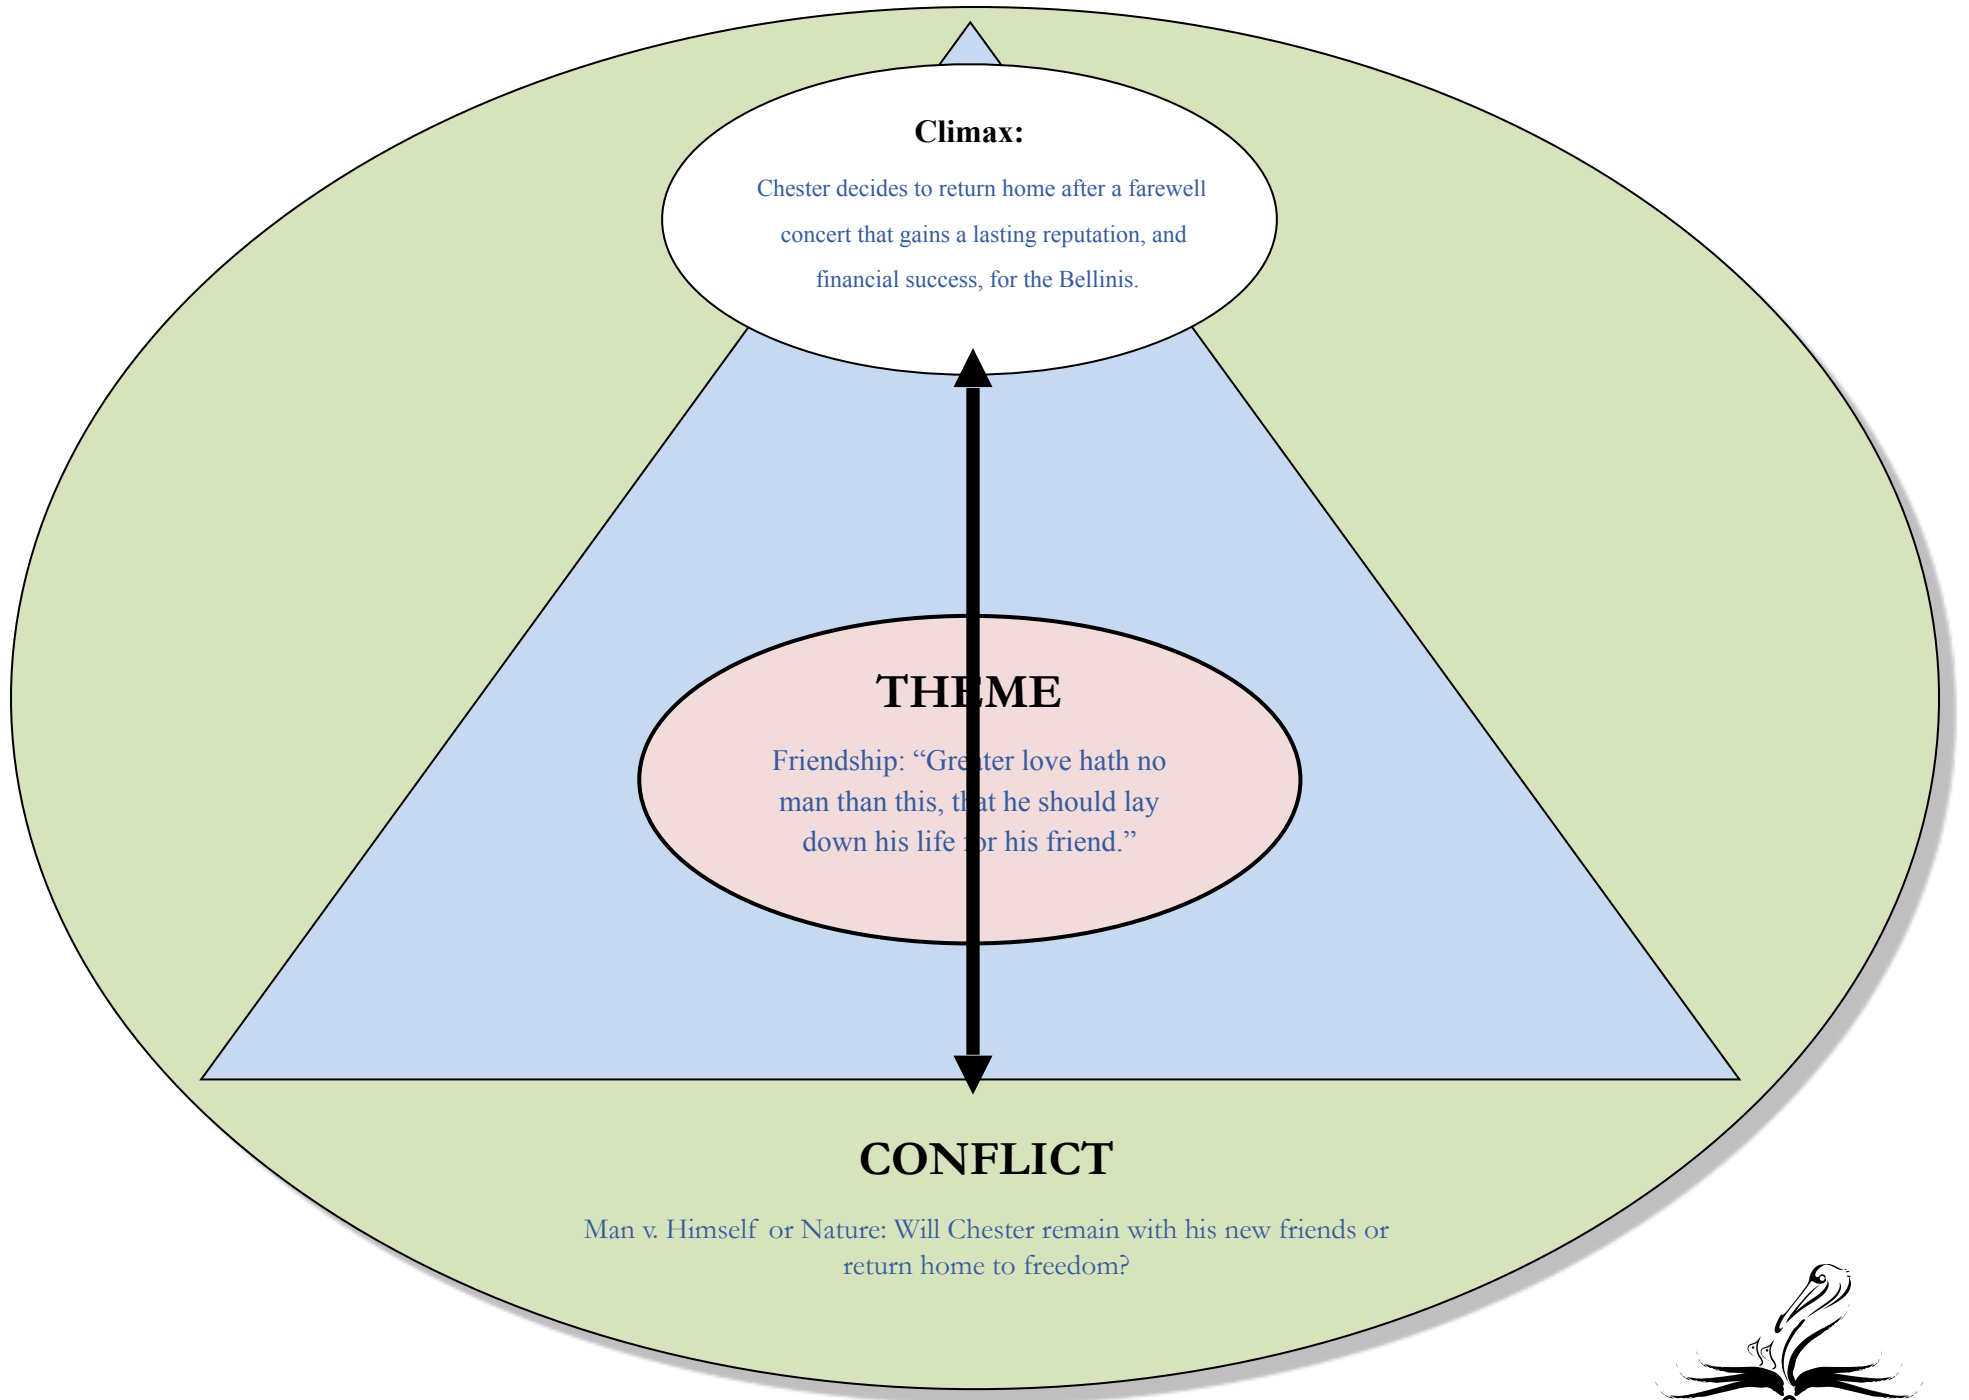 Climax:
Chester decides to return home after a farewell
concert that gains a lasting reputation, and
financial success, for the Bellinis.
THEME
Friendship: “Greater love hath no
man than this, that he should lay
down his life for his friend.”
CONFLICT
Man v. Himself or Nature: Will Chester remain with his new friends or
return home to freedom?